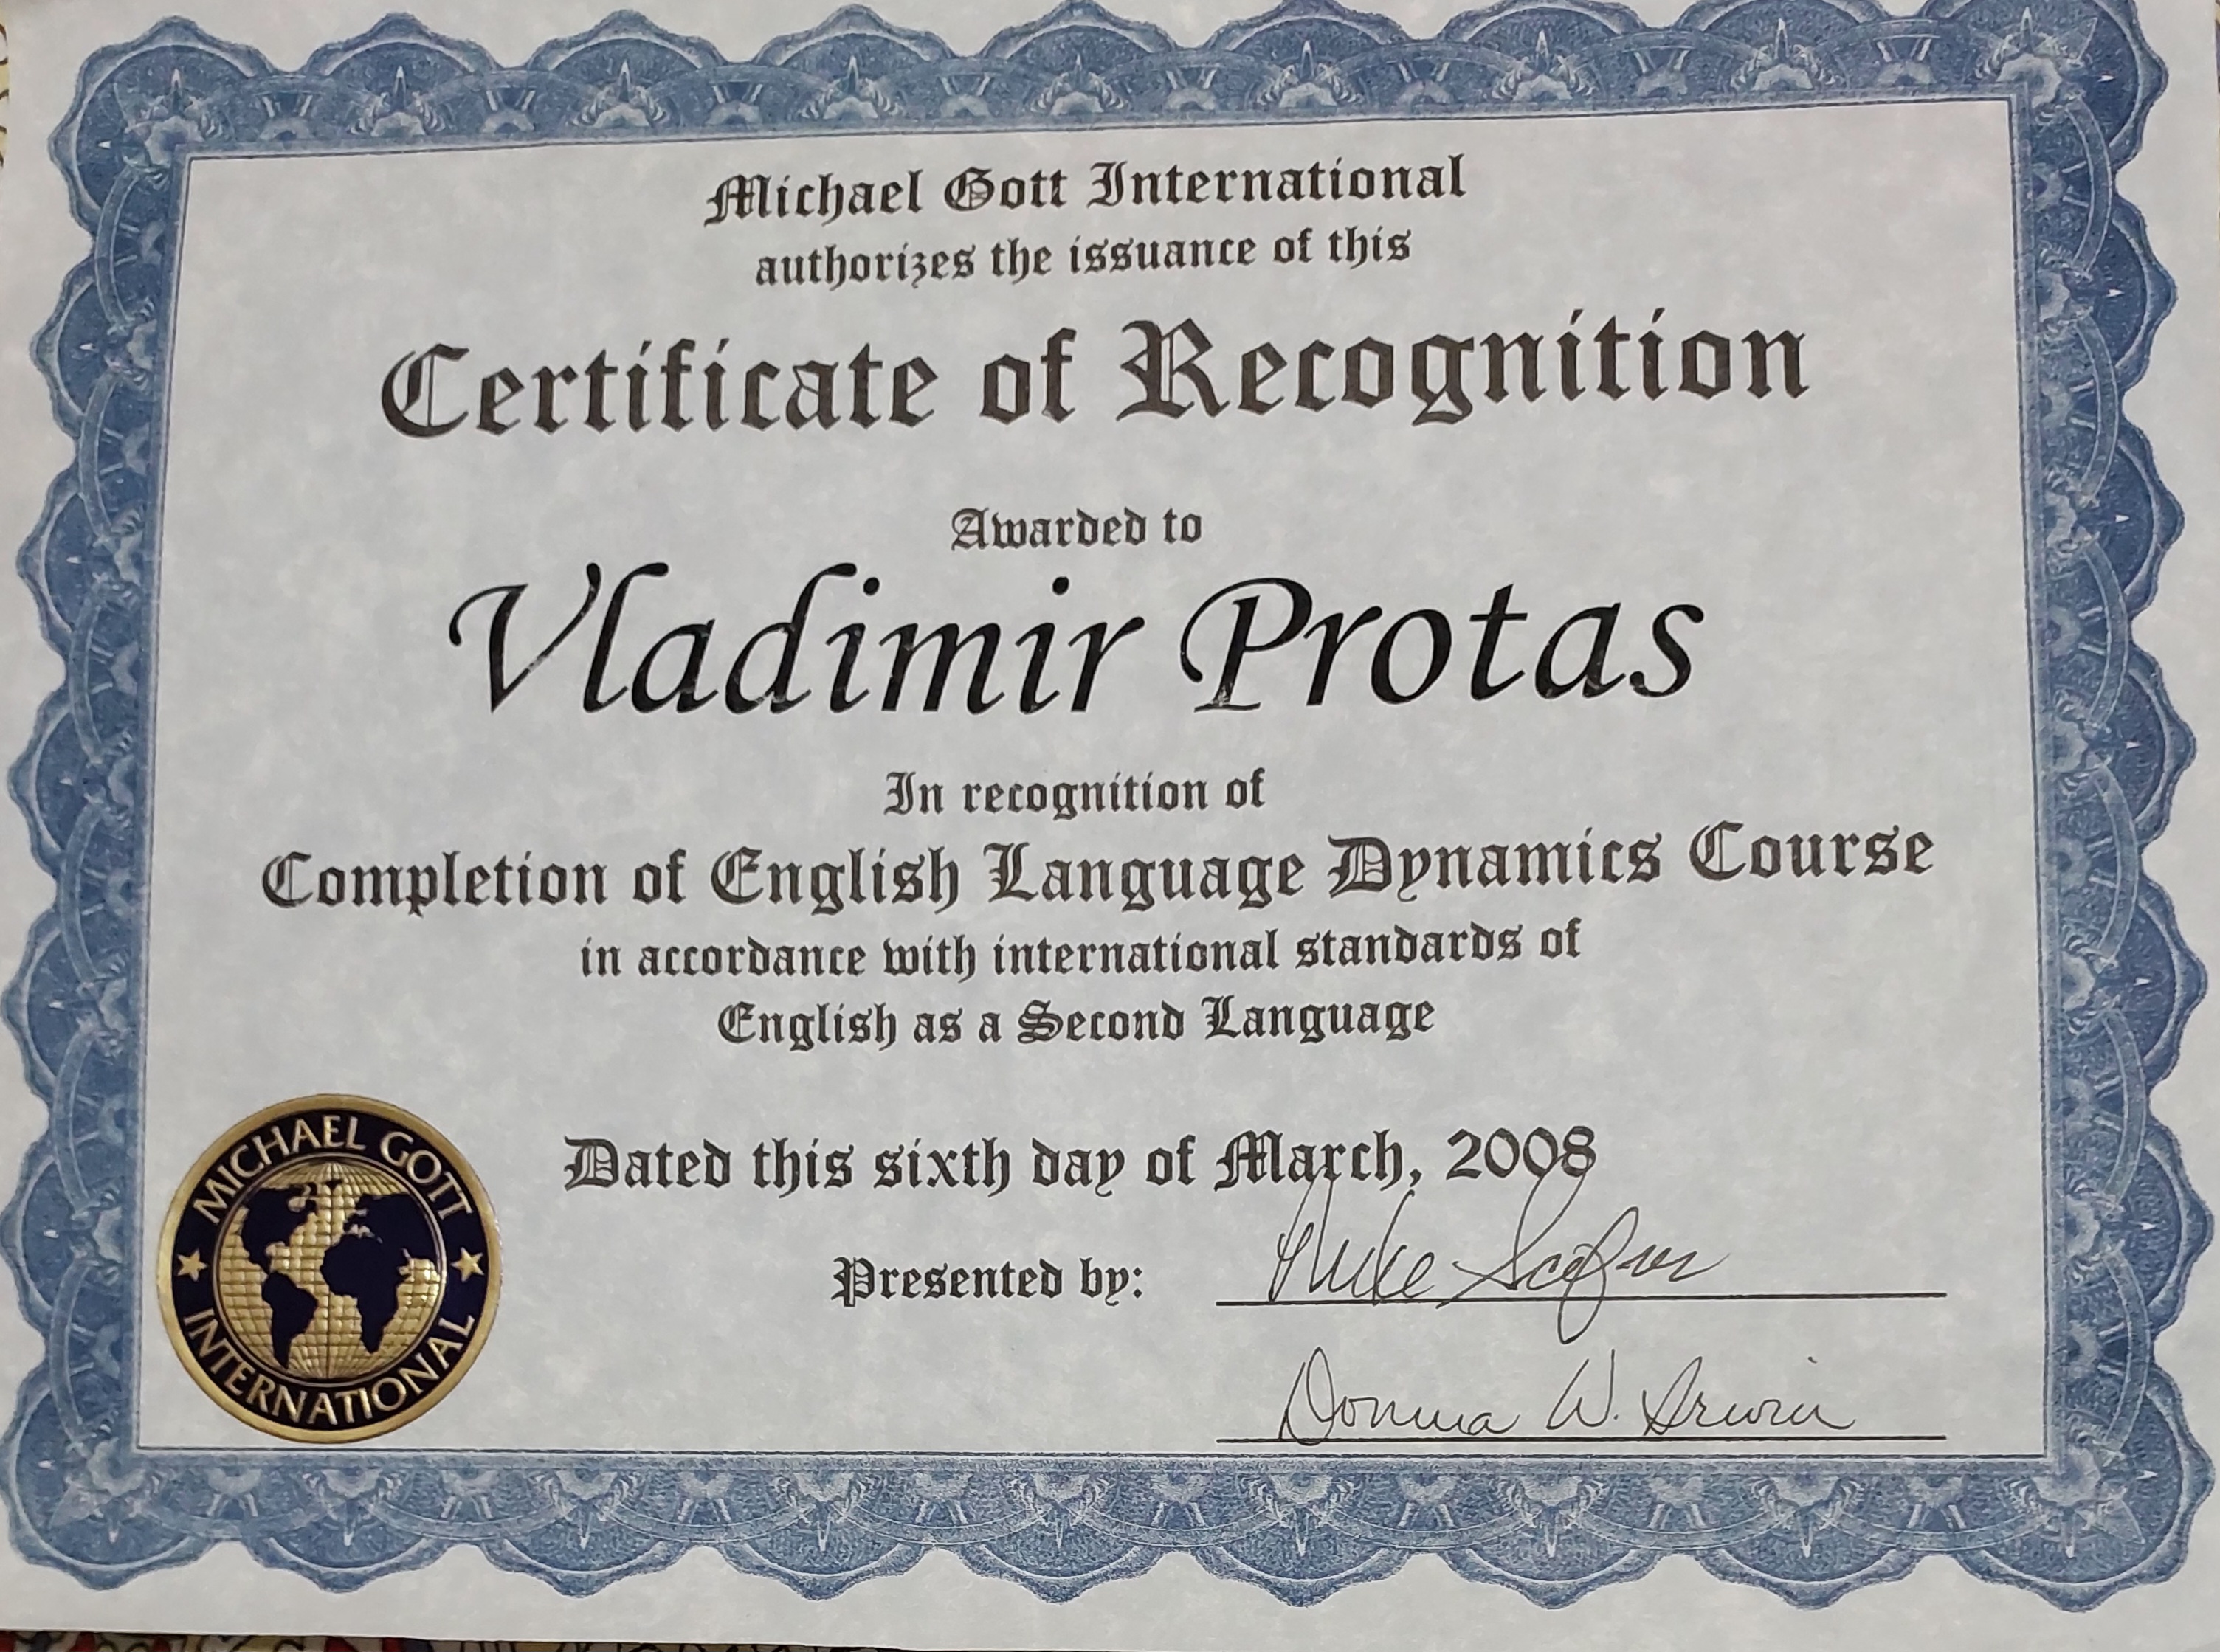 Michael Gott International
authorizes the issuance of this
Certificate of Recognition
Awarded to
Vladimir Protas
In recognition of
Completion of English Language Dynamics Course
in accordance with international standards of
English as a Second Language
Dated this sixth day of March, 2008
Presented by:
Donna W. Irwin
MICHAEL GOTT
INTERNATIONAL